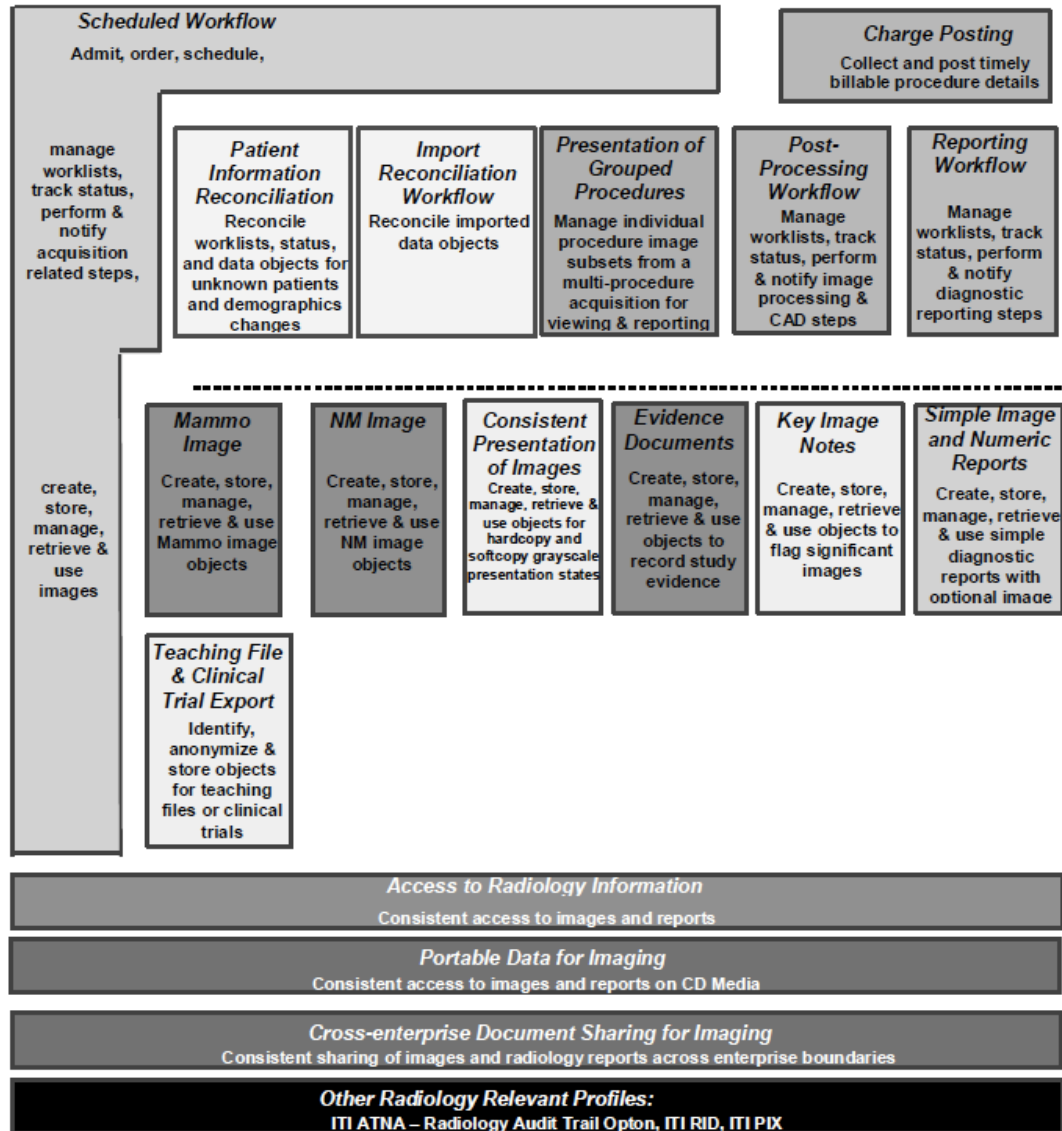 Scheduled Workflow
Admit, order, schedule,
manage
worklists,
track status,
perform &
notify
acquisition
related steps,
create,
store,
manage,
retrieve &
use
images
Charge Posting
Collect and post timely
billable procedure details
Patient
Information
Reconciliation
Reconcile
worklists, status,
and data objects for
unknown patients
and demographics
changes
Import
Reconciliation
Workflow
Reconcile imported
data objects
Presentation of
Grouped
Procedures
Manage individual
procedure image
subsets from a
multi-procedure
acquisition for
viewing & reporting
Post-
Processing
Workflow
Manage
worklists, track
status, perform
& notify image
processing &
CAD steps
Reporting
Workflow
Manage
worklists, track
status, perform
& notify
diagnostic
reporting steps
Mammo
Image
Create, store,
manage,
retrieve & use
Mammo image
objects
NM Image
Create, store,
manage,
retrieve & use
NM image
objects
Consistent
Presentation
of Images
Create, store,
manage, retrieve &
use objects for
hardcopy and
softcopy grayscale
presentation states
Evidence
Documents
Create, store,
manage,
retrieve & use
objects to
record study
evidence
Key Image
Notes
Create, store,
manage, retrieve
& use objects to
flag significant
images
Simple Image
and Numeric
Reports
Create, store,
manage, retrieve
& use simple
diagnostic
reports with
optional image
Teaching File
& Clinical
Trial Export
Identify,
anonymize &
store objects
for teaching
files or clinical
trials
Access to Radiology Information
Consistent access to images and reports
Portable Data for Imaging
Consistent access to images and reports on CD Media
Cross-enterprise Document Sharing for Imaging
Consistent sharing of images and radiology reports across enterprise boundaries
Other Radiology Relevant Profiles:
ITI ATNA – Radiology Audit Trail Opton, ITI RID, ITI PIX